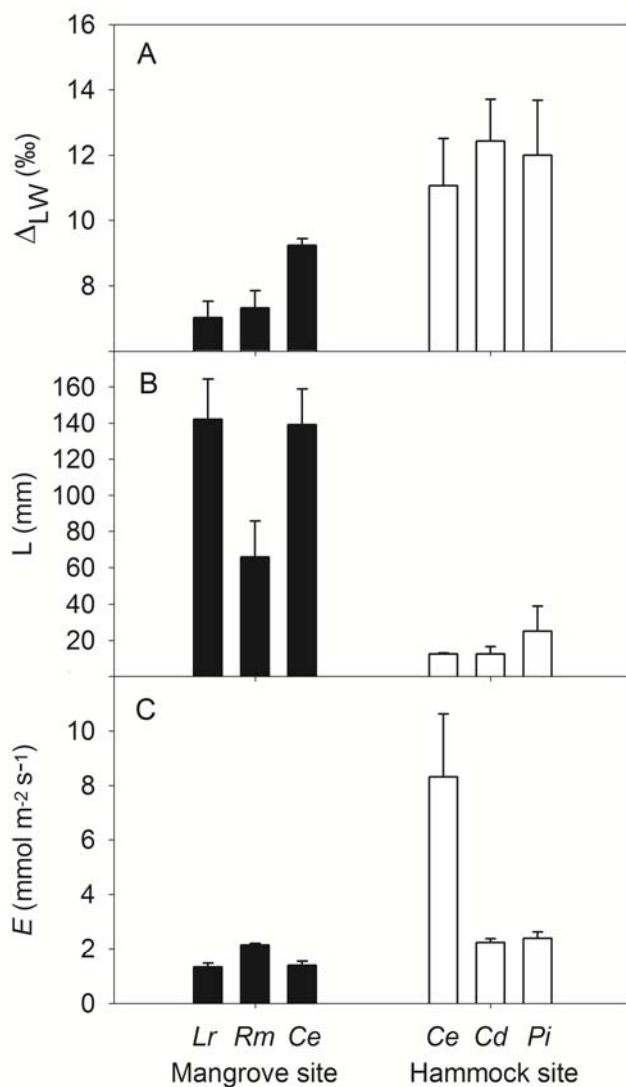 16
A
14
12
10
8
Δ_LW (‰)
B
160
140
120
100
80
60
40
20
L (mm)
C
10
8
6
4
2
0
E (mmol m⁻² s⁻¹)
Lr Rm Ce Ce Cd Pi
Mangrove site Hammock site